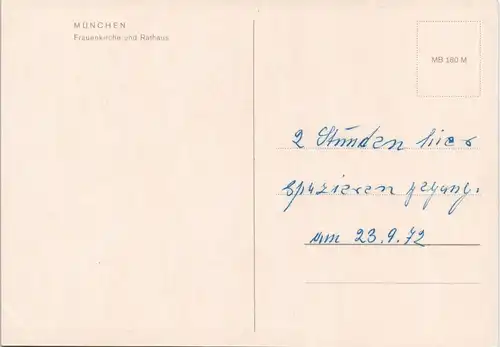 MÜNCHEN
Frauenkirche und Rathaus
MB 180 M
2 Stunden hier
spazieren gegang.
am 23.9.72